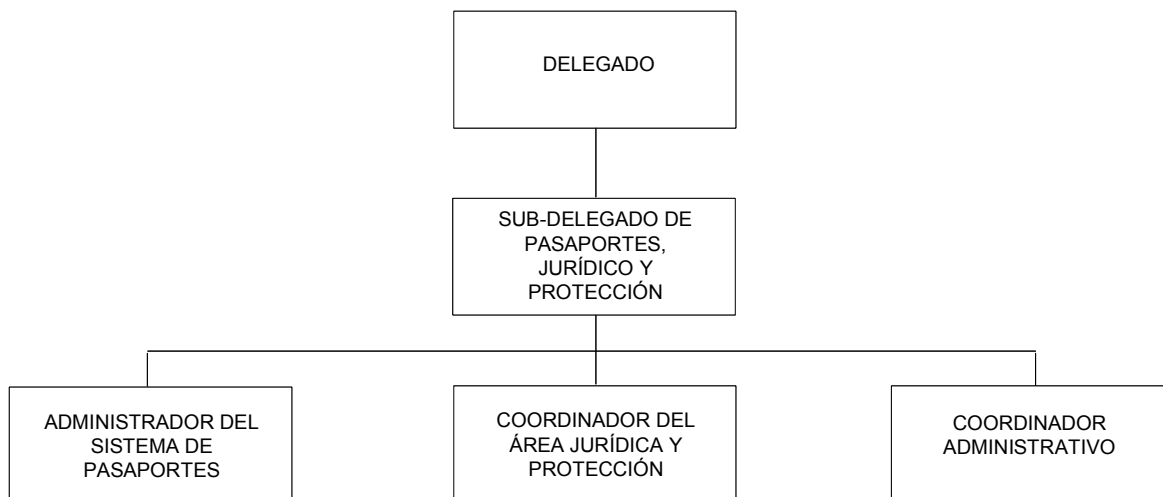 DELEGADO
SUB-DELEGADO DE
PASAPORTES,
JURÍDICO Y
PROTECCIÓN
ADMINISTRADOR DEL
SISTEMA DE
PASAPORTES
COORDINADOR DEL
ÁREA JURÍDICA Y
PROTECCIÓN
COORDINADOR
ADMINISTRATIVO